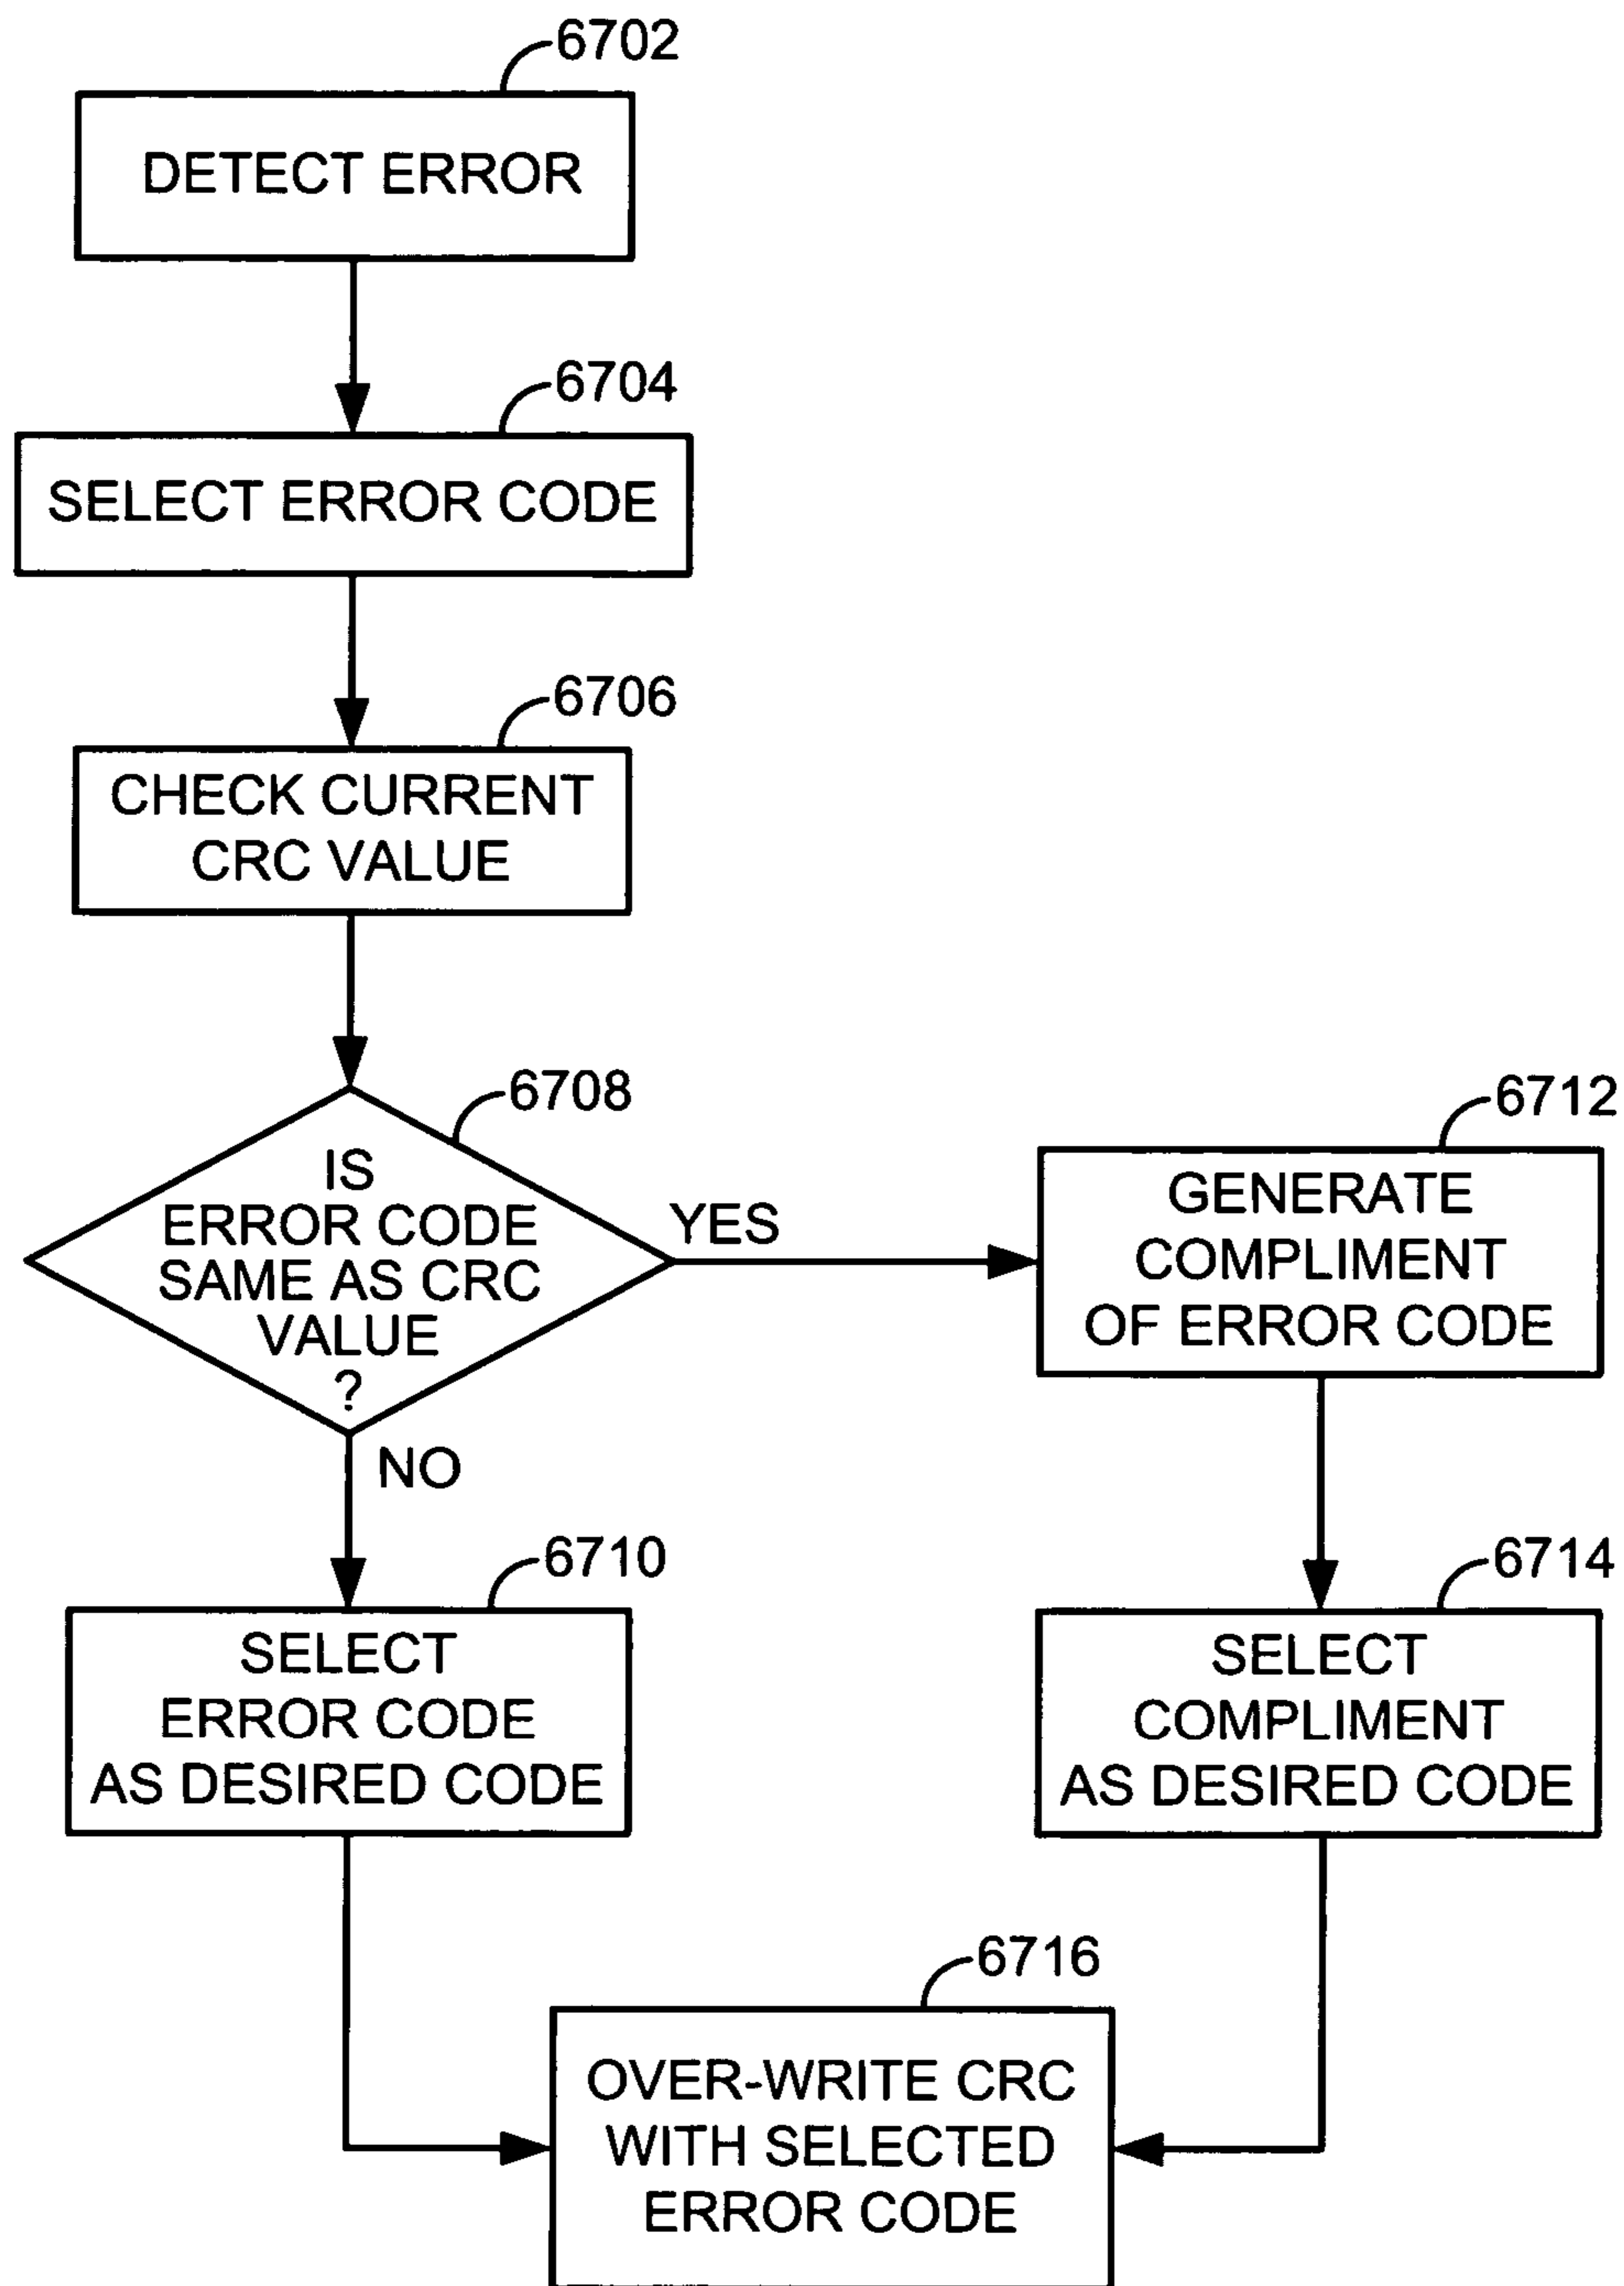 6702
DETECT ERROR
6704
SELECT ERROR CODE
6706
CHECK CURRENT
CRC VALUE
6708
IS
ERROR CODE
SAME AS CRC
VALUE
?
YES
NO
6712
GENERATE
COMPLIMENT
OF ERROR CODE
6710
SELECT
ERROR CODE
AS DESIRED CODE
6714
SELECT
COMPLIMENT
AS DESIRED CODE
6716
OVER-WRITE CRC
WITH SELECTED
ERROR CODE